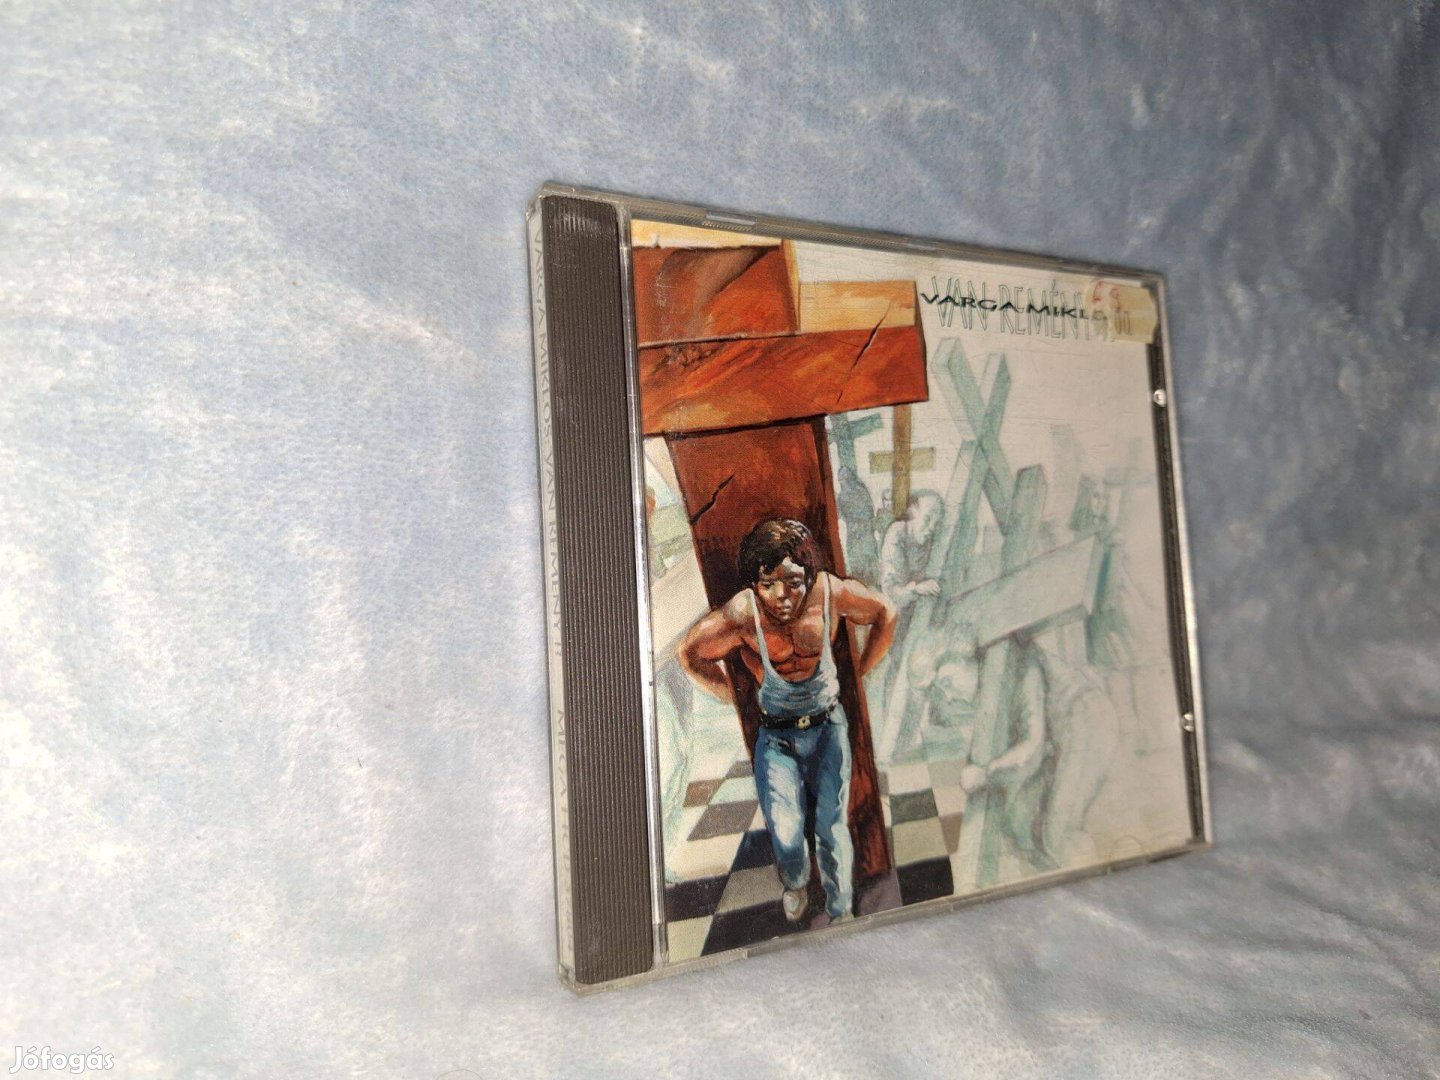 VAN REMÉNY
VARGA MIKLÓS
VARGA MIKLÓS: VAN REMÉNY!?
Jófogás